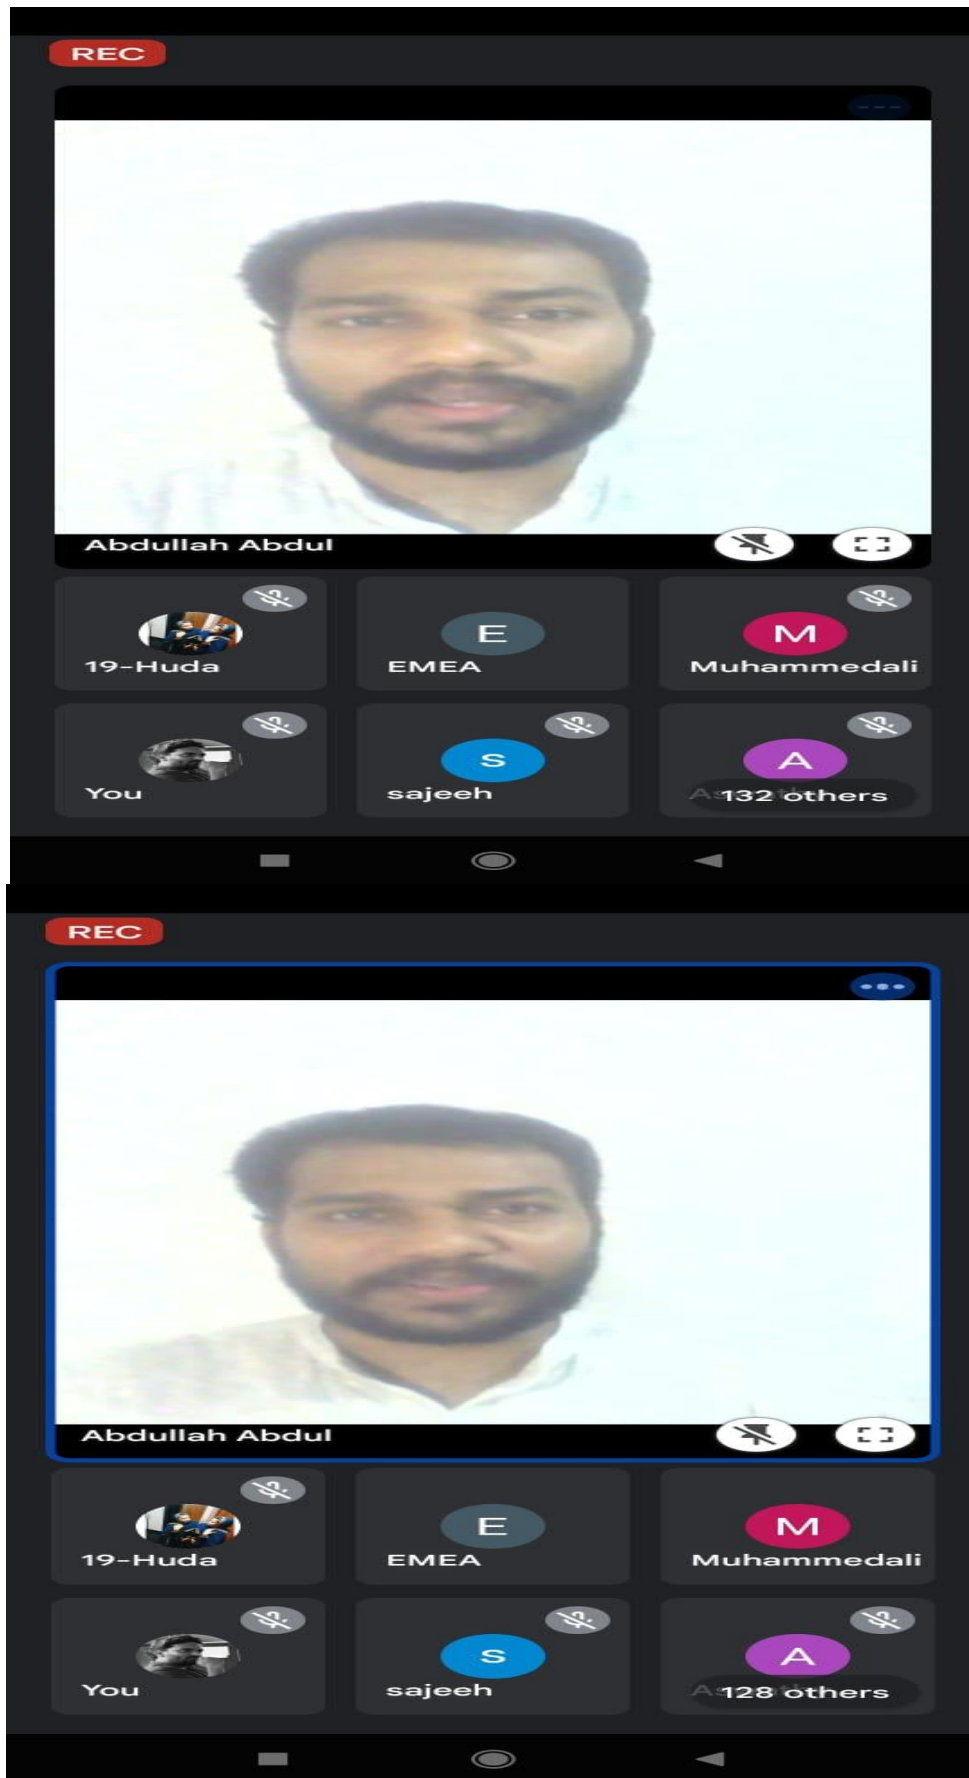 REC
Abdullah Abdul
E
M
19-Huda
EMEA
Muhammedali
s
A
You
sajeeh
132 others
REC
Abdullah Abdul
E
M
19-Huda
EMEA
Muhammedali
s
A
You
sajeeh
128 others